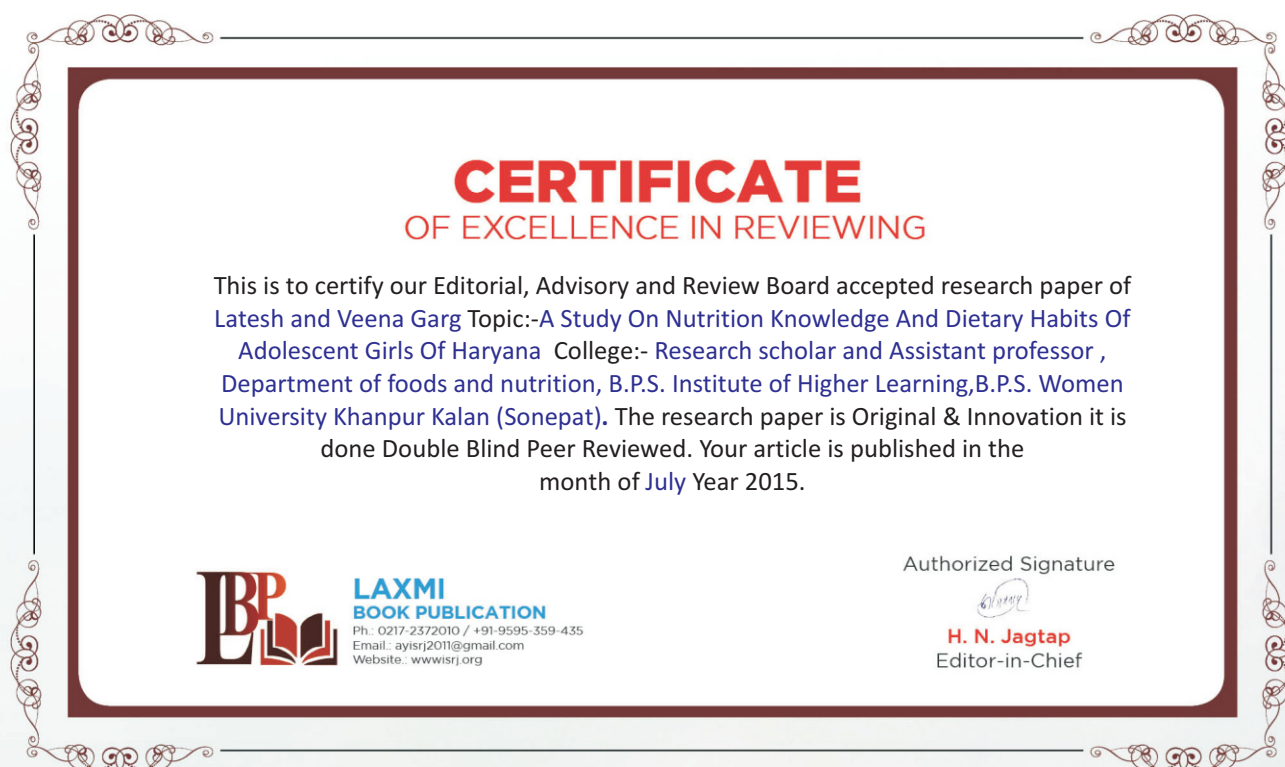 CERTIFICATE
OF EXCELLENCE IN REVIEWING
This is to certify our Editorial, Advisory and Review Board accepted research paper of
Latesh and Veena Garg Topic:-A Study On Nutrition Knowledge And Dietary Habits Of
Adolescent Girls Of Haryana College:- Research scholar and Assistant professor ,
Department of foods and nutrition, B.P.S. Institute of Higher Learning,B.P.S. Women
University Khanpur Kalan (Sonepat). The research paper is Original & Innovation it is
done Double Blind Peer Reviewed. Your article is published in the
month of July Year 2015.
LBP
LAXMI
BOOK PUBLICATION
Ph.: 0217-2372010 / +91-9595-359-435
Email.: ayisrj2011@gmail.com
Website.: wwwisrj.org
Authorized Signature
H. N. Jagtap
Editor-in-Chief